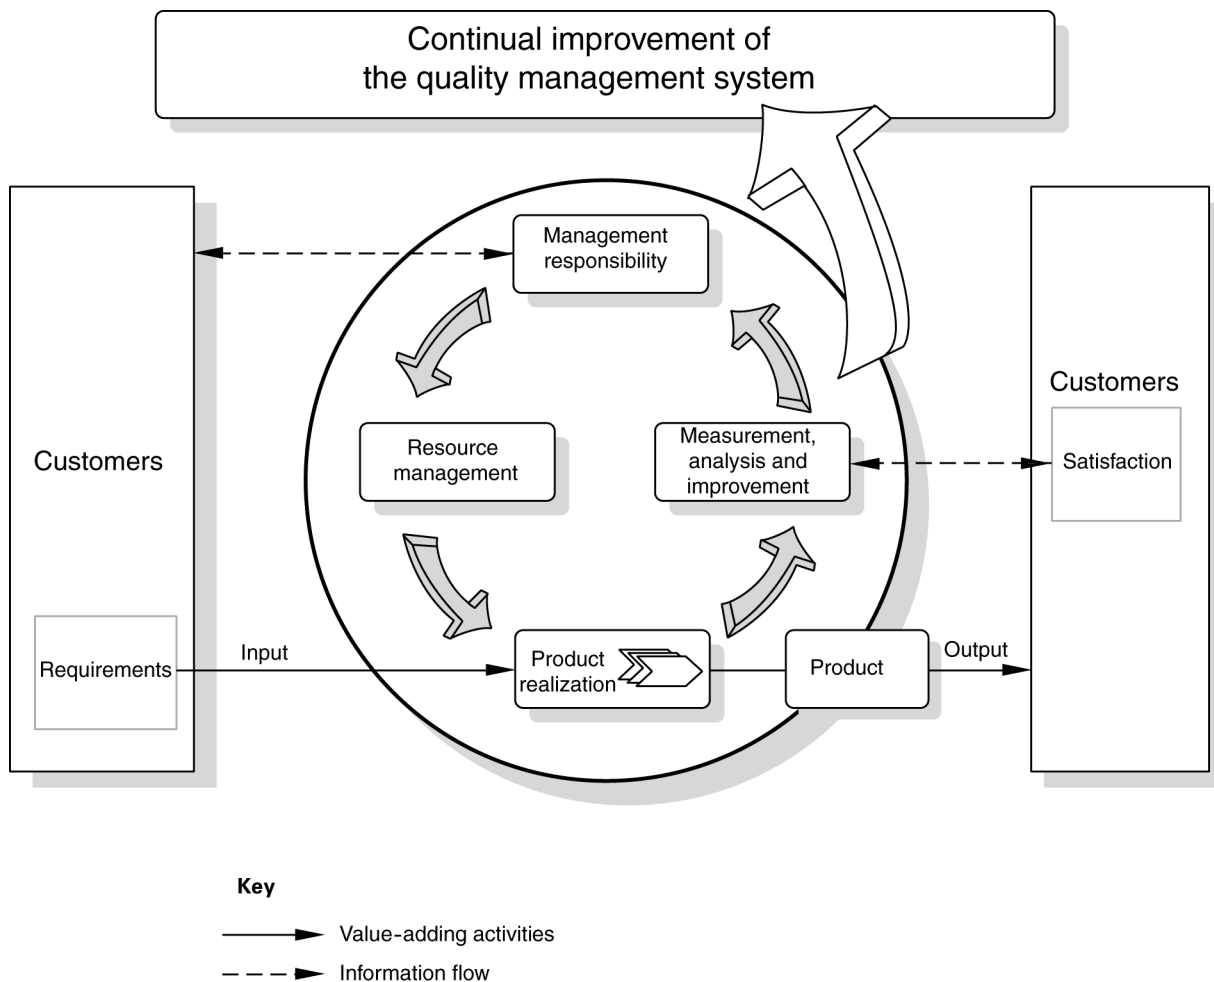 Continual improvement of
the quality management system
Management
responsibility
Customers
Customers
Resource
management
Measurement,
analysis and
improvement
Satisfaction
Requirements
Input
Product
realization
Product
Output
Key
Value-adding activities
Information flow